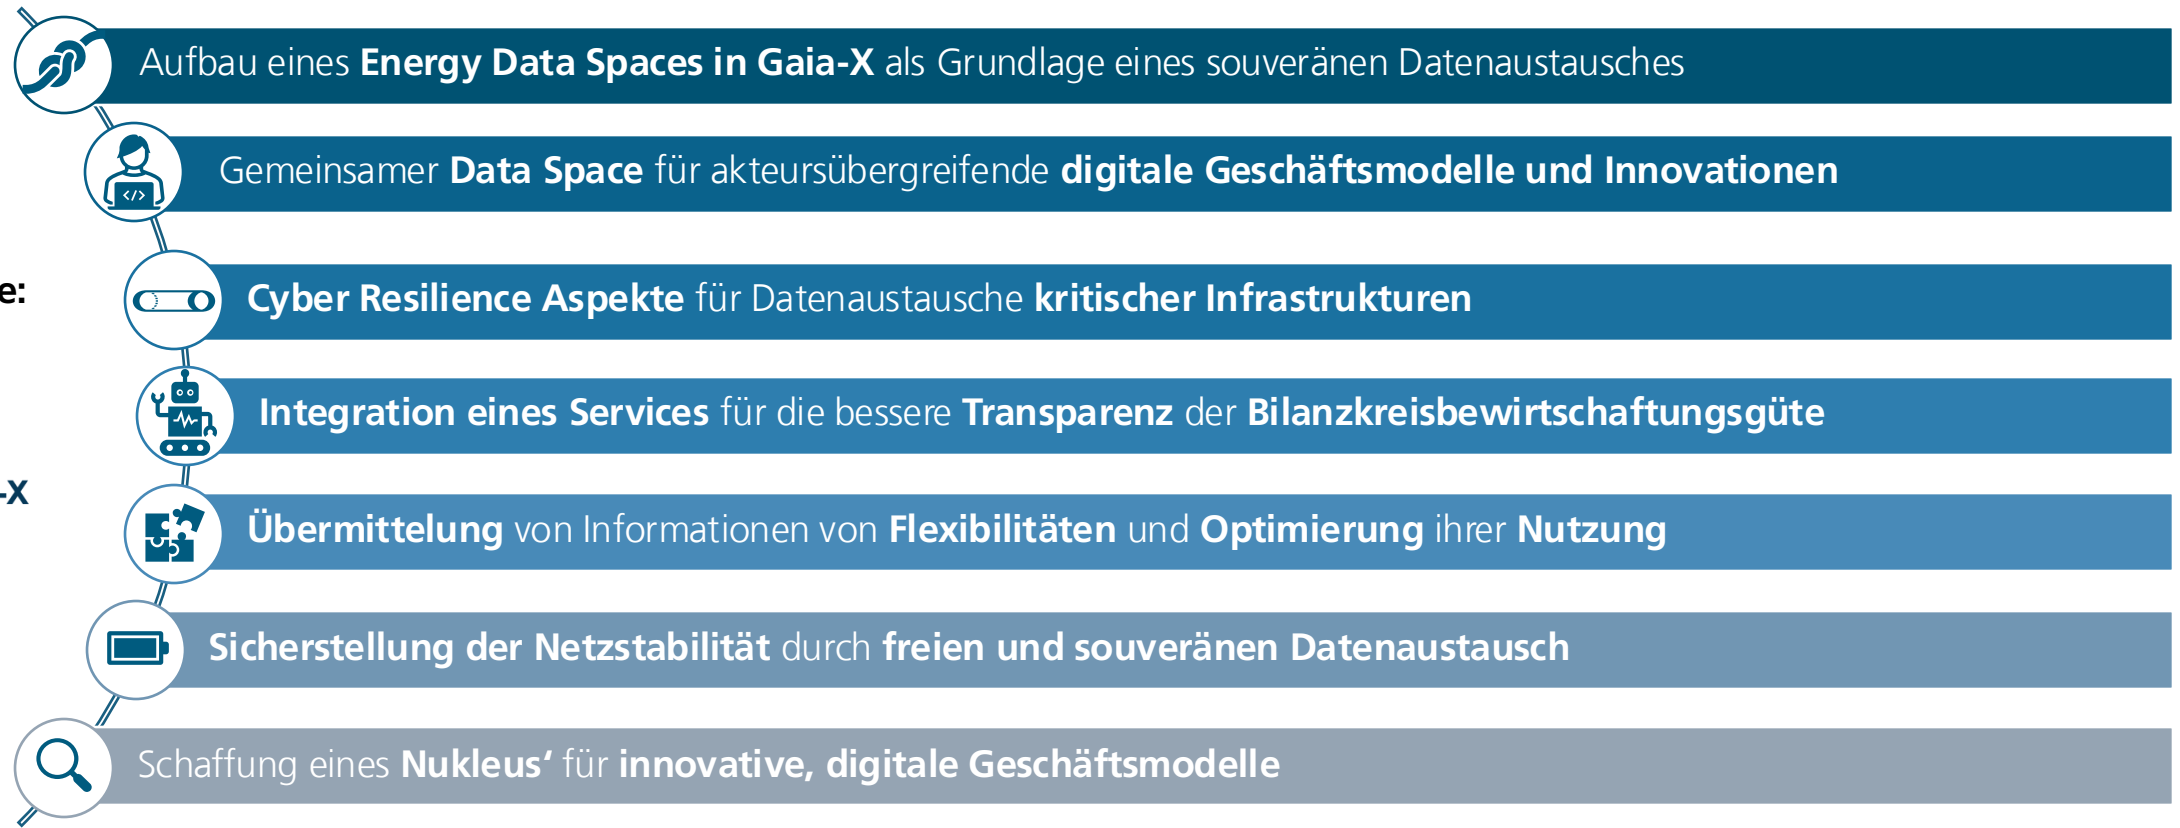 Aufbau eines Energy Data Spaces in Gaia-X als Grundlage eines souveränen Datenaustausches
Gemeinsamer Data Space für akteursübergreifende digitale Geschäftsmodelle und Innovationen
e:
Cyber Resilience Aspekte für Datenaustausche kritischer Infrastrukturen
Integration eines Services für die bessere Transparenz der Bilanzkreisbewirtschaftungsgüte
-X
Übermittelung von Informationen von Flexibilitäten und Optimierung ihrer Nutzung
Sicherstellung der Netzstabilität durch freien und souveränen Datenaustausch
Schaffung eines Nukleus‘ für innovative, digitale Geschäftsmodelle